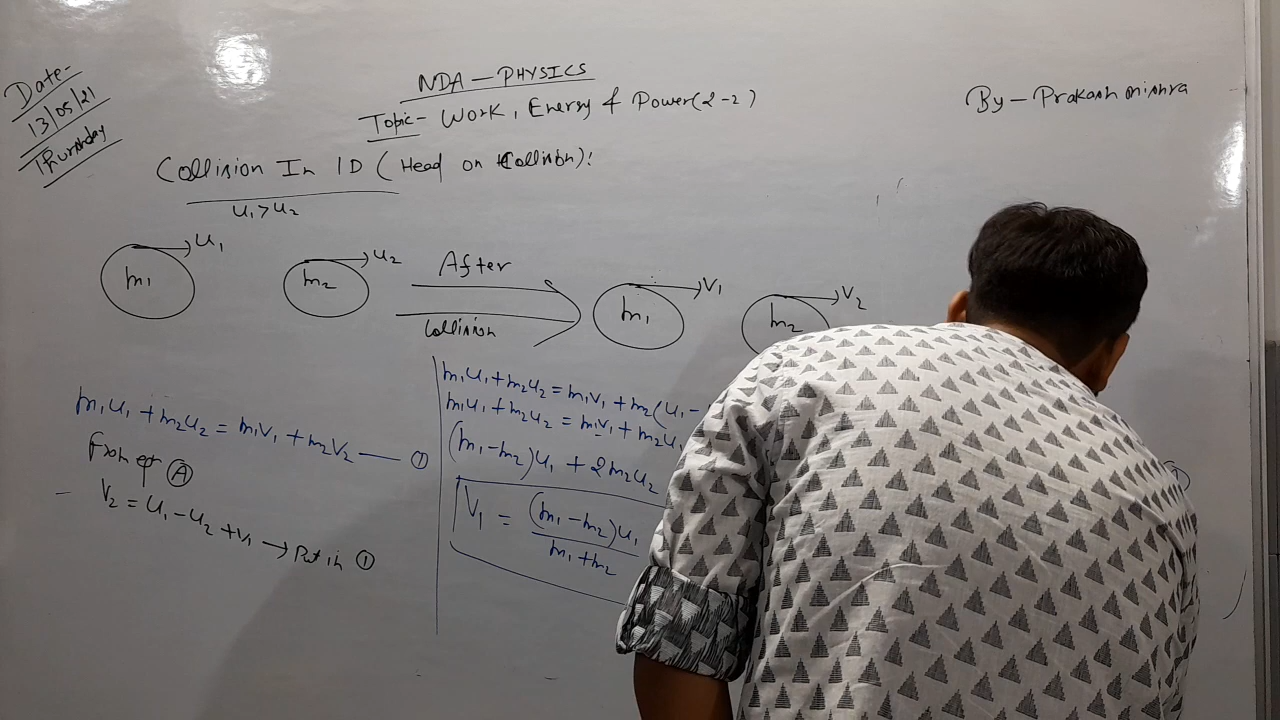 Date-
13/05/21
Thursday
NDA - PHYSICS
Topic- Work, Energy & Power (2-2)
By - Prakash mishra
Collision In 1D (Head on Collision):
u₁ > u₂
m₁ u₁
m₂ u₂
After
Collision
m₁ v₁
m₂ v₂
m₁u₁ + m₂u₂ = m₁v₁ + m₂v₂ — ①
From eqⁿ Ⓐ
v₂ = u₁ - u₂ + v₁ → Put in ①
m₁u₁ + m₂u₂ = m₁v₁ + m₂(u₁ -
m₁u₁ + m₂u₂ = m₁v₁ + m₂u₁
(m₁ - m₂)u₁ + 2m₂u₂
V₁ = (m₁ - m₂)u₁
m₁ + m₂